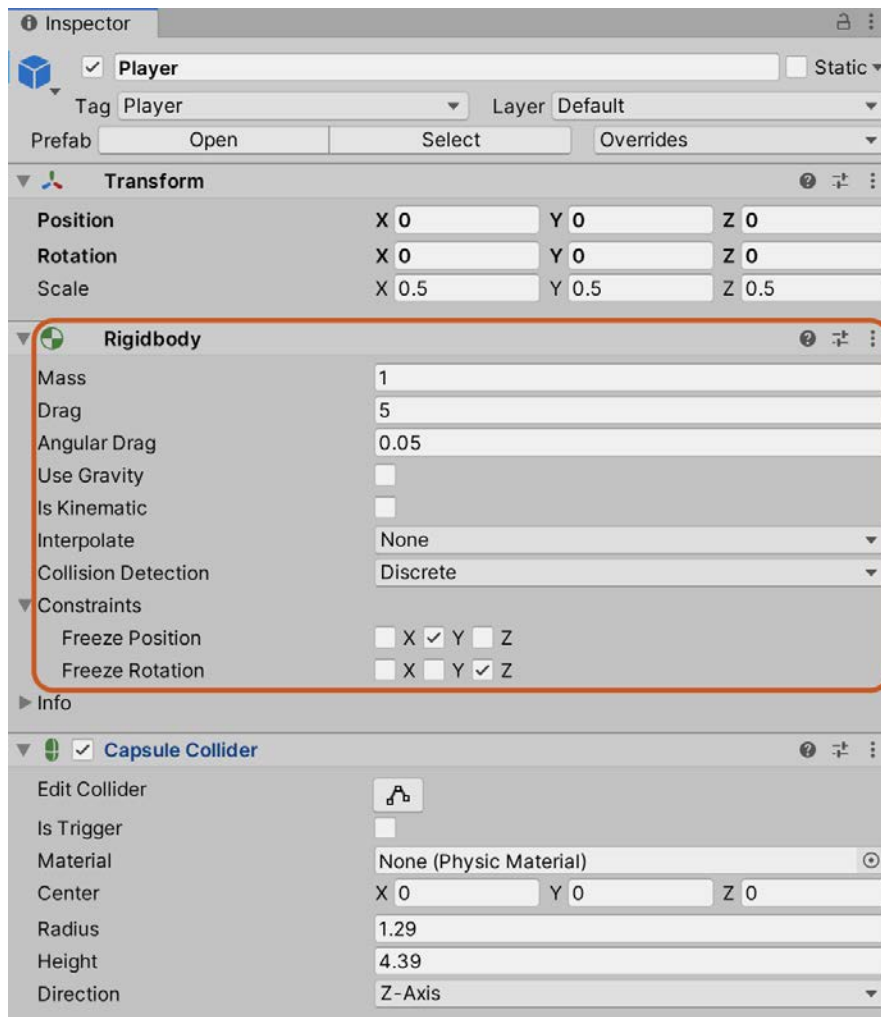 Inspector
Player Static
Tag Player Layer Default
Prefab Open Select Overrides
Transform
Position X 0 Y 0 Z 0
Rotation X 0 Y 0 Z 0
Scale X 0.5 Y 0.5 Z 0.5
Rigidbody
Mass 1
Drag 5
Angular Drag 0.05
Use Gravity
Is Kinematic
Interpolate None
Collision Detection Discrete
Constraints
Freeze Position X Y Z
Freeze Rotation X Y Z
Info
Capsule Collider
Edit Collider
Is Trigger
Material None (Physic Material)
Center X 0 Y 0 Z 0
Radius 1.29
Height 4.39
Direction Z-Axis